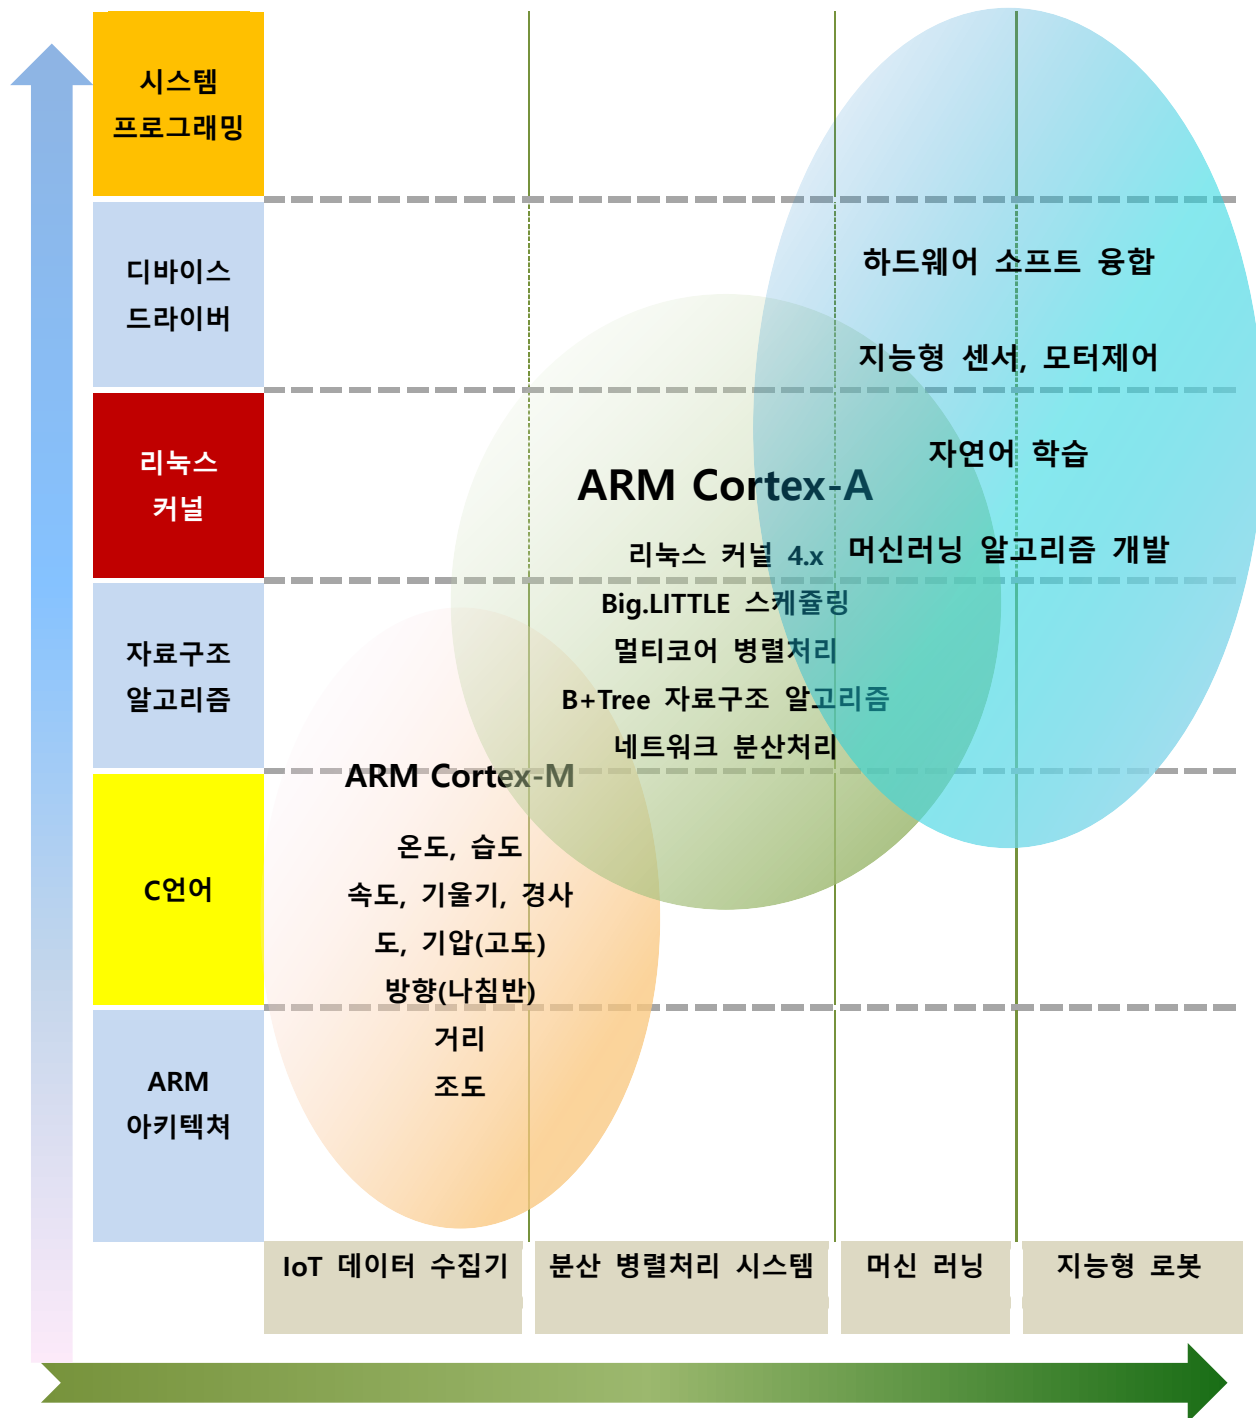 시스템
프로그래밍
디바이스
드라이버
리눅스
커널
자료구조
알고리즘
C언어
ARM
아키텍쳐
하드웨어 소프트 융합
지능형 센서, 모터제어
자연어 학습
머신러닝 알고리즘 개발
ARM Cortex-A
리눅스 커널 4.x
Big.LITTLE 스케쥴링
멀티코어 병렬처리
B+Tree 자료구조 알고리즘
네트워크 분산처리
ARM Cortex-M
온도, 습도
속도, 기울기, 경사
도, 기압(고도)
방향(나침반)
거리
조도
IoT 데이터 수집기
분산 병렬처리 시스템
머신 러닝
지능형 로봇